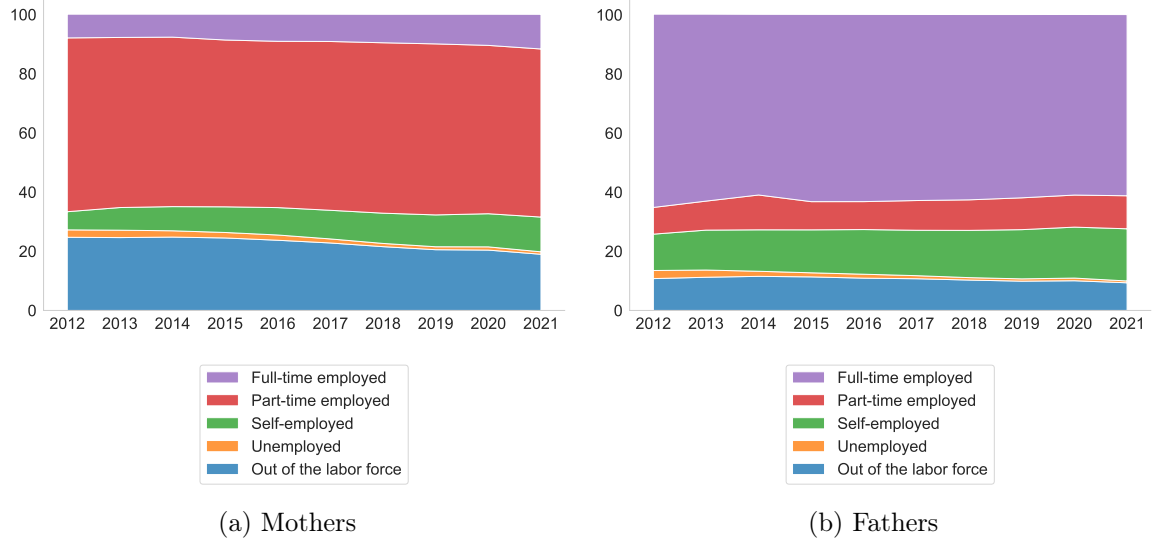 100
80
60
40
20
0
2012 2013 2014 2015 2016 2017 2018 2019 2020 2021
Full-time employed
Part-time employed
Self-employed
Unemployed
Out of the labor force
(a) Mothers
100
80
60
40
20
0
2012 2013 2014 2015 2016 2017 2018 2019 2020 2021
Full-time employed
Part-time employed
Self-employed
Unemployed
Out of the labor force
(b) Fathers